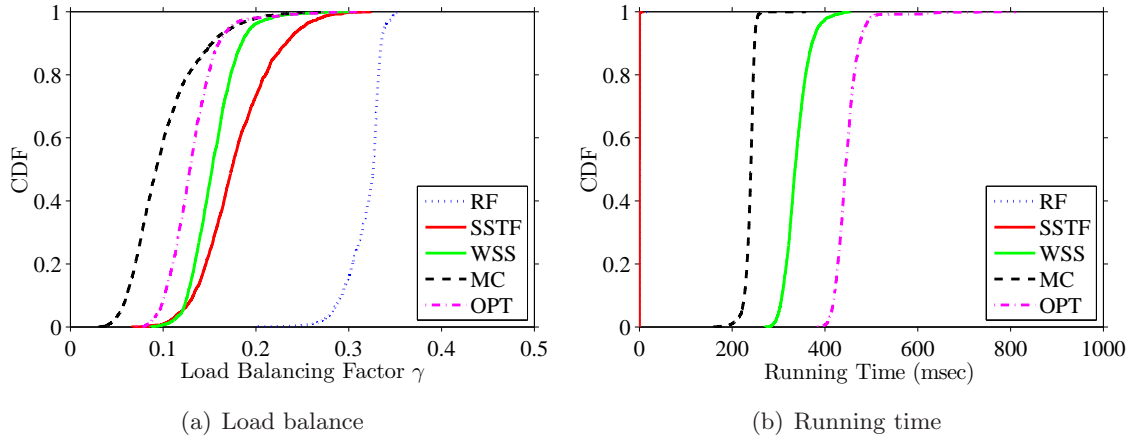 1
0.8
0.6
0.4
0.2
0
CDF
0 0.1 0.2 0.3 0.4 0.5
Load Balancing Factor γ
RF
SSTF
WSS
MC
OPT
(a) Load balance
1
0.8
0.6
0.4
0.2
0
CDF
0 200 400 600 800 1000
Running Time (msec)
RF
SSTF
WSS
MC
OPT
(b) Running time